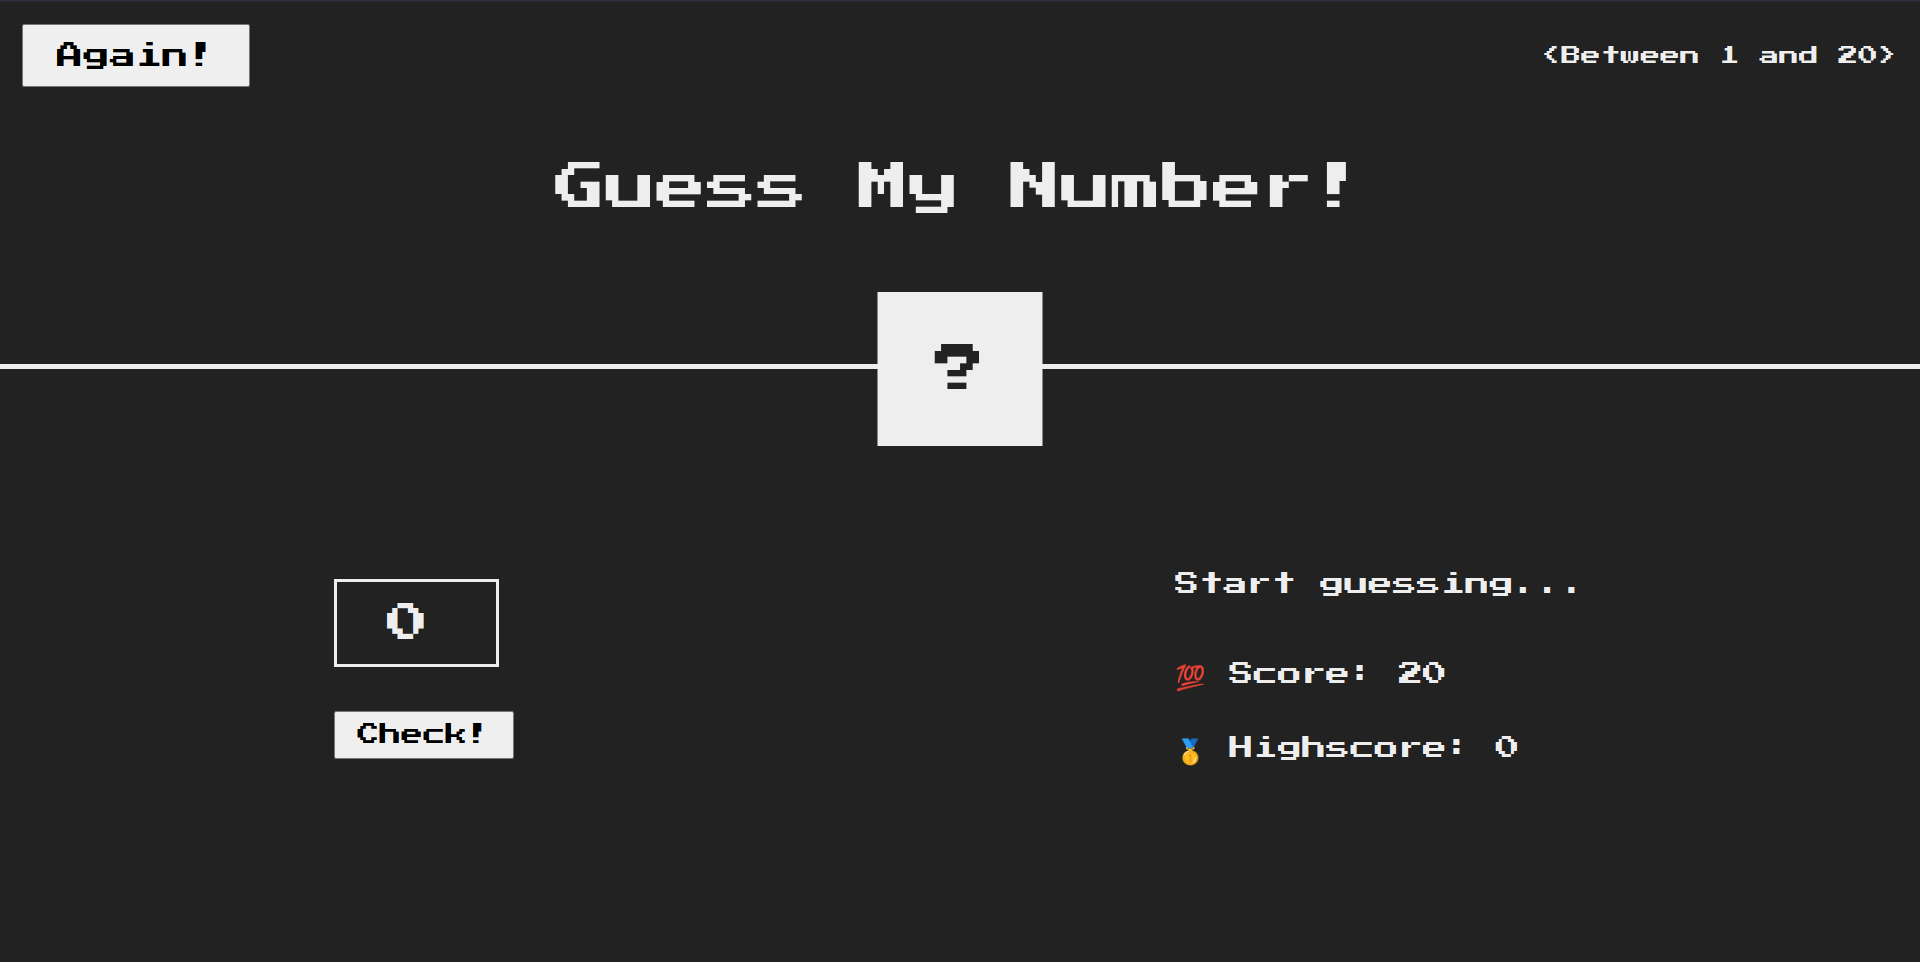 Again!
(Between 1 and 20)
Guess My Number!
?
0
Check!
Start guessing...
💯 Score: 20
🥇 Highscore: 0